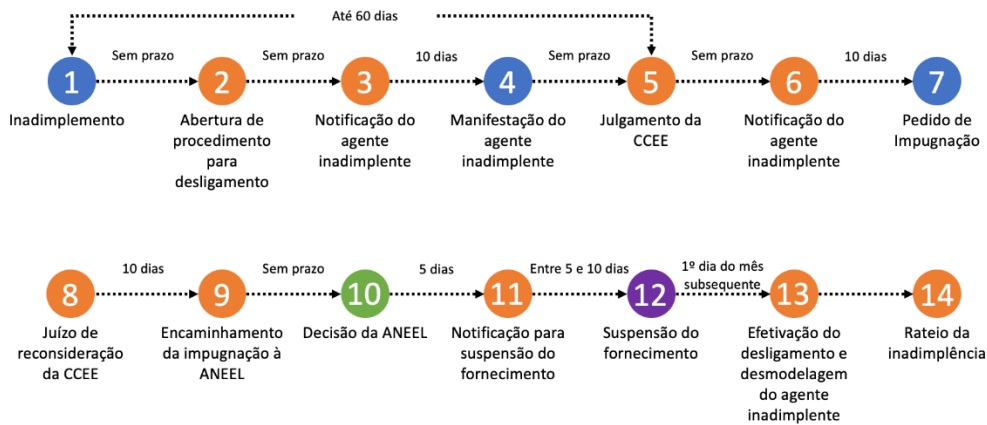 Até 60 dias
Sem prazo
Sem prazo
10 dias
Sem prazo
Sem prazo
10 dias
1
2
3
4
5
6
7
Inadimplemento
Abertura de
procedimento
para
desligamento
Notificação do
agente
inadimplente
Manifestação do
agente
inadimplente
Julgamento da
CCEE
Notificação do
agente
inadimplente
Pedido de
Impugnação
10 dias
Sem prazo
5 dias
Entre 5 e 10 dias
1º dia do mês
subsequente
8
9
10
11
12
13
14
Juízo de
reconsideração
da CCEE
Encaminhamento
da impugnação à
ANEEL
Decisão da ANEEL
Notificação para
suspensão do
fornecimento
Suspensão do
fornecimento
Efetivação do
desligamento e
desmodelagem
do agente
inadimplente
Rateio da
inadimplência